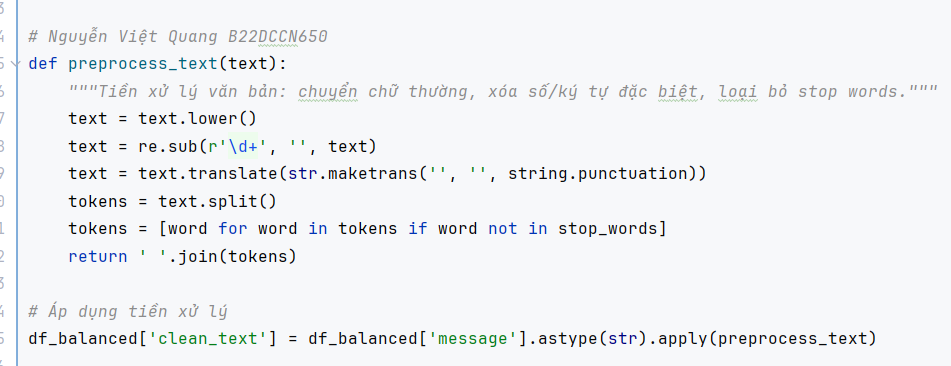 # Nguyễn Việt Quang B22DCCN650
def preprocess_text(text):
"""Tiền xử lý văn bản: chuyển chữ thường, xóa số/ký tự đặc biệt, loại bỏ stop words."""
text = text.lower()
text = re.sub(r'\d+', '', text)
text = text.translate(str.maketrans('', '', string.punctuation))
tokens = text.split()
tokens = [word for word in tokens if word not in stop_words]
return ' '.join(tokens)
# Áp dụng tiền xử lý
df_balanced['clean_text'] = df_balanced['message'].astype(str).apply(preprocess_text)